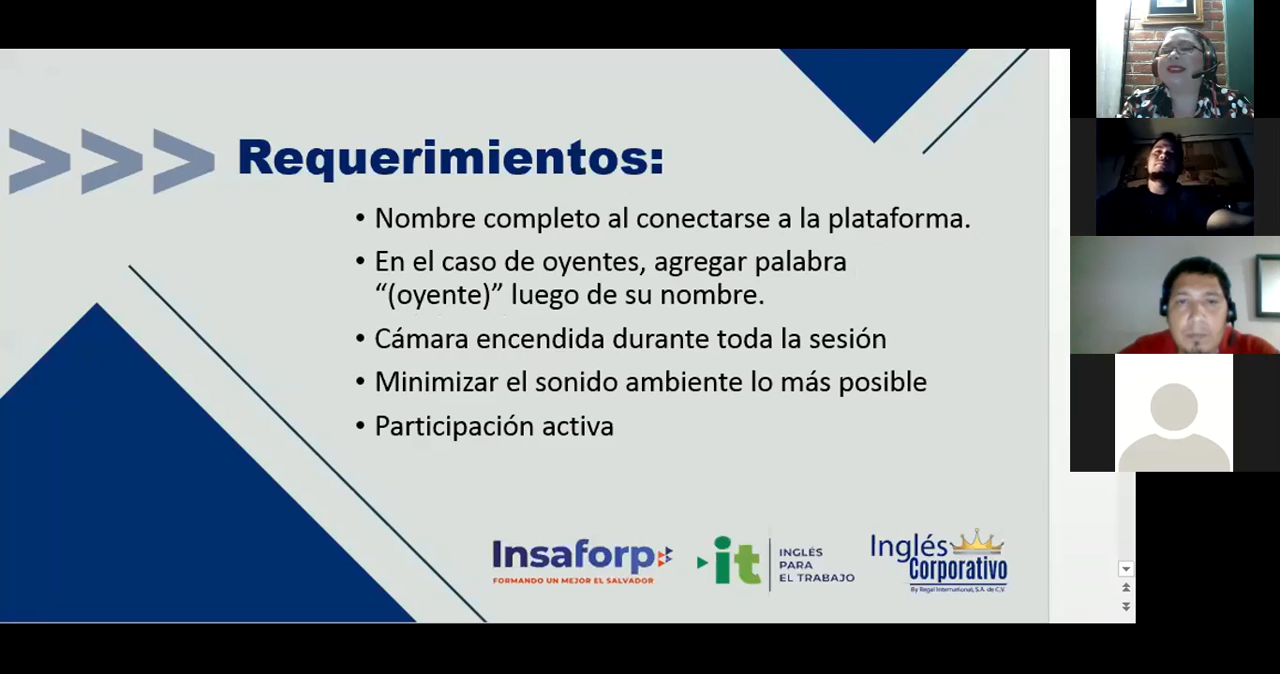 >>> Requerimientos:
• Nombre completo al conectarse a la plataforma.
• En el caso de oyentes, agregar palabra
“(oyente)” luego de su nombre.
• Cámara encendida durante toda la sesión
• Minimizar el sonido ambiente lo más posible
• Participación activa
Insaforp
FORMANDO UN MEJOR EL SALVADOR
it
INGLÉS
PARA
EL TRABAJO
Inglés
Corporativo
By Regal International, S.A. de C.V.